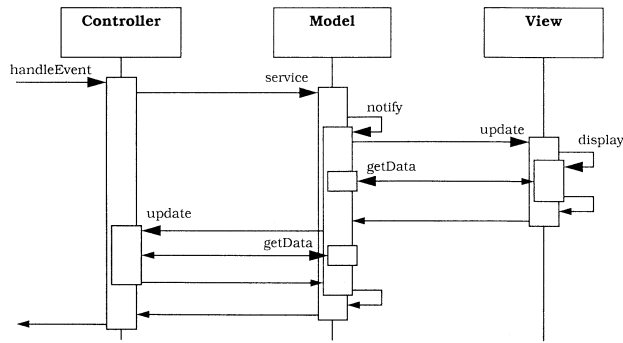 Controller
Model
View
handleEvent
service
notify
update
display
getData
update
getData